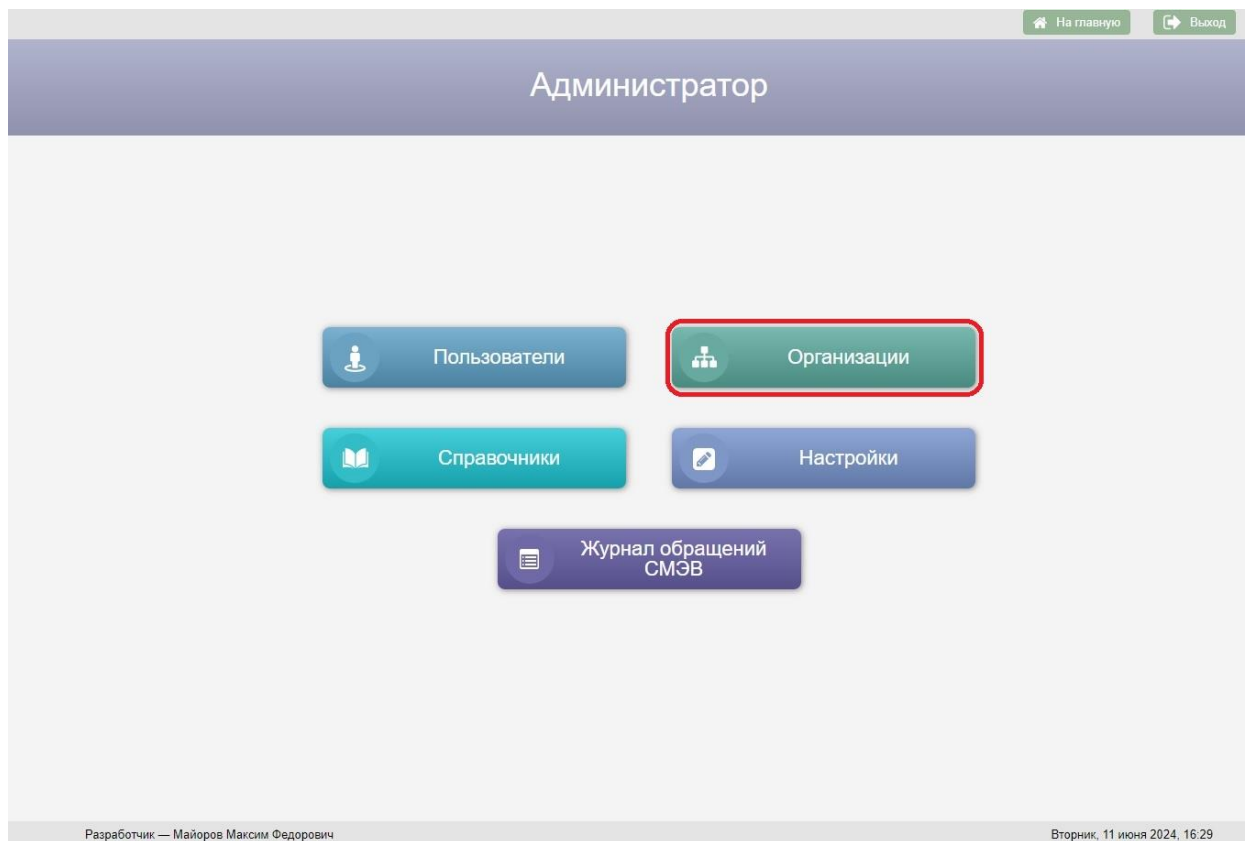 На главную
Выход
Администратор
Пользователи
Организации
Справочники
Настройки
Журнал обращений
СМЭВ
Разработчик — Майоров Максим Федорович
Вторник, 11 июня 2024, 16:29